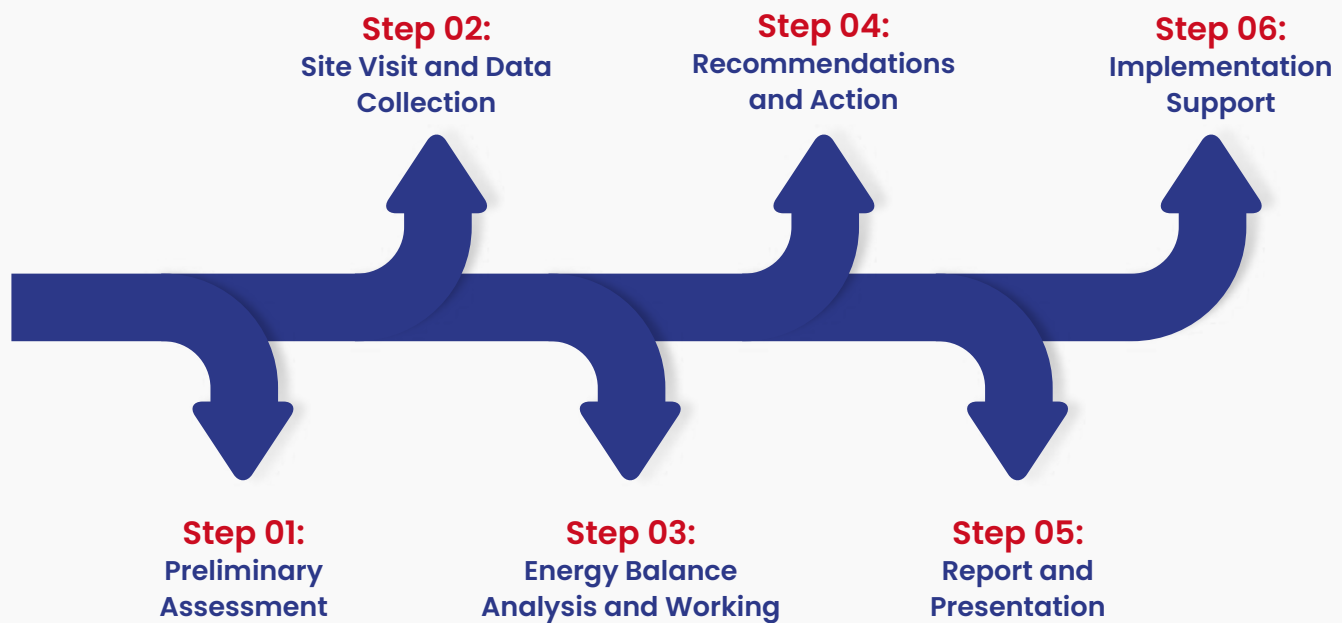 Step 02:
Site Visit and Data
Collection
Step 04:
Recommendations
and Action
Step 06:
Implementation
Support
Step 01:
Preliminary
Assessment
Step 03:
Energy Balance
Analysis and Working
Step 05:
Report and
Presentation